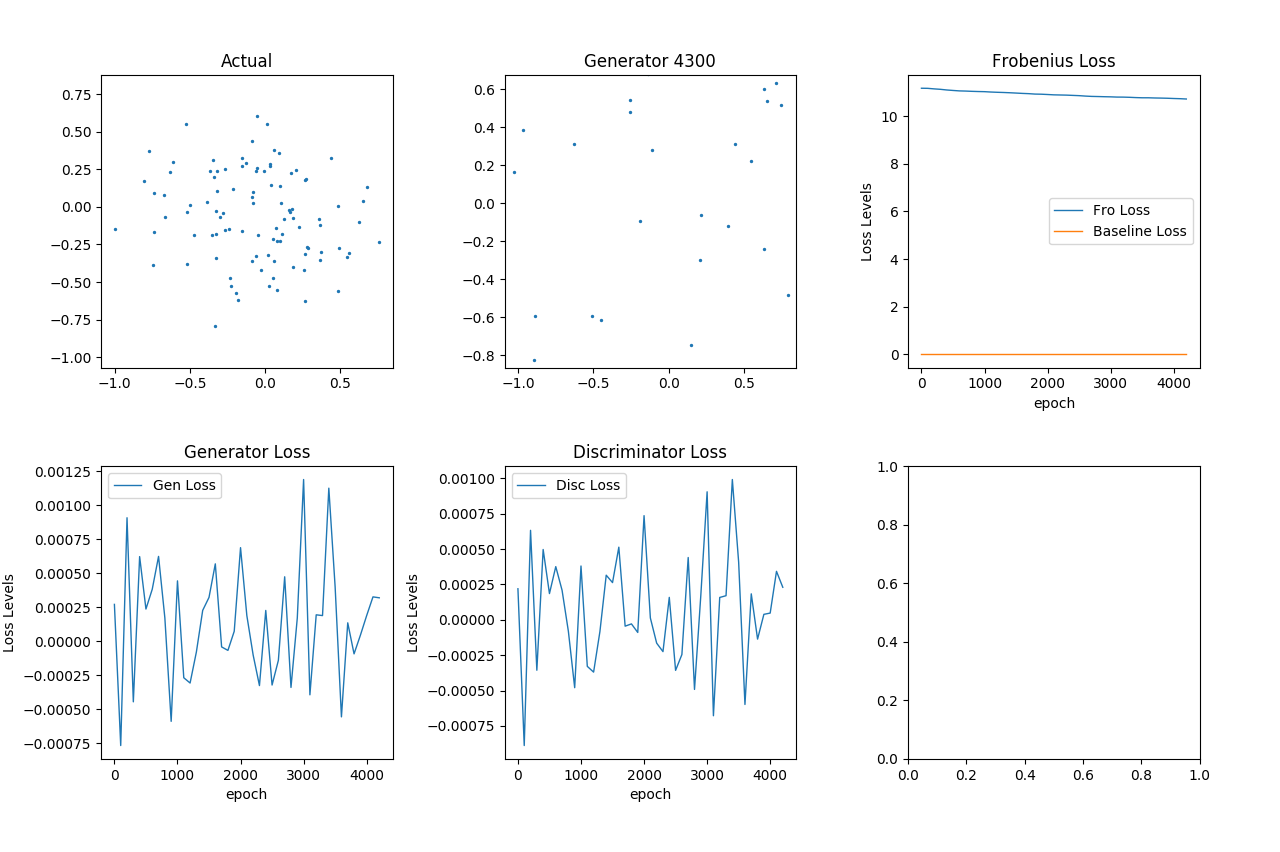 Actual
0.75
0.50
0.25
0.00
−0.25
−0.50
−0.75
−1.00
−1.0 −0.5 0.0 0.5
Generator 4300
0.6
0.4
0.2
0.0
−0.2
−0.4
−0.6
−0.8
−1.0 −0.5 0.0 0.5
Frobenius Loss
Loss Levels
10
8
6
4
2
0
Fro Loss
Baseline Loss
0 1000 2000 3000 4000
epoch
Generator Loss
Loss Levels
0.00125
0.00100
0.00075
0.00050
0.00025
0.00000
−0.00025
−0.00050
−0.00075
Gen Loss
0 1000 2000 3000 4000
epoch
Discriminator Loss
Loss Levels
0.00100
0.00075
0.00050
0.00025
0.00000
−0.00025
−0.00050
−0.00075
Disc Loss
0 1000 2000 3000 4000
epoch
1.0
0.8
0.6
0.4
0.2
0.0
0.0 0.2 0.4 0.6 0.8 1.0